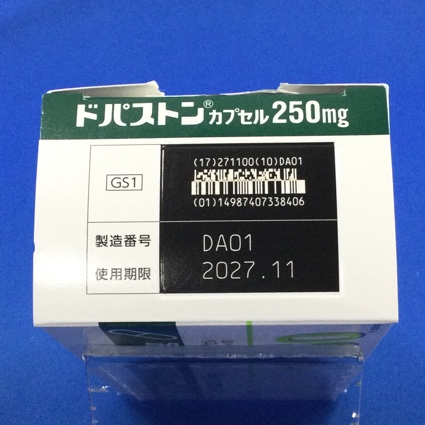 ドパストン®カプセル250mg
(17)271100(10)DA01
GS1
(01)14987407338406
製造番号 DA01
使用期限 2027.11